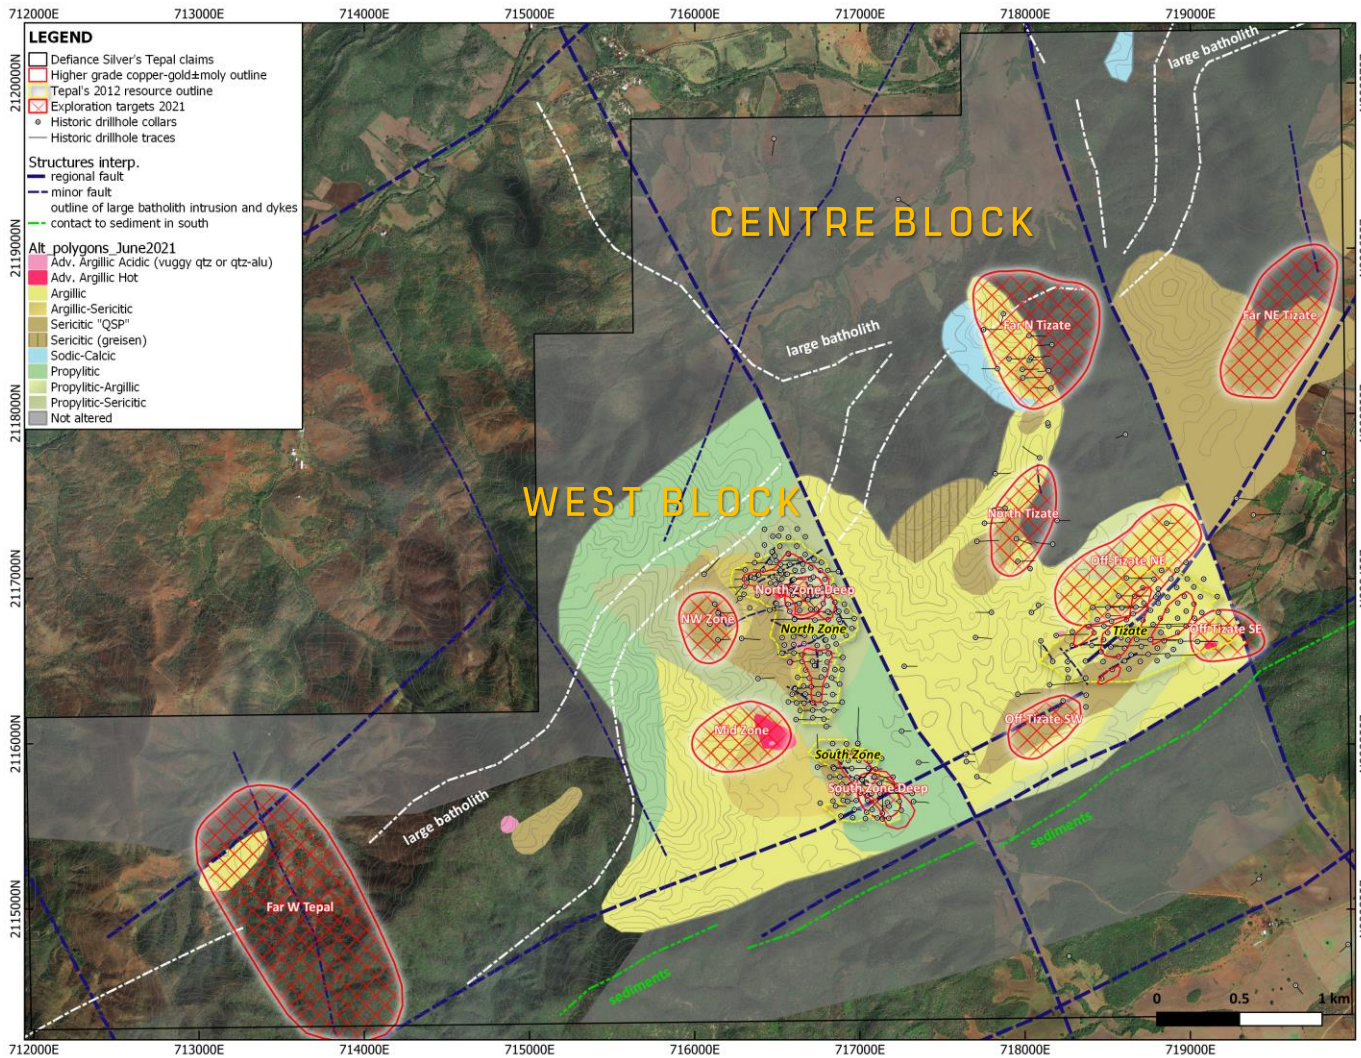 712000E 713000E 714000E 715000E 716000E 717000E 718000E 719000E
LEGEND
Defiance Silver's Tepal claims
Higher grade copper-gold±moly outline
Tepal's 2012 resource outline
Exploration targets 2021
Historic drillhole collars
Historic drillhole traces
Structures interp.
regional fault
minor fault
outline of large batholith intrusion and dykes
contact to sediment in south
Alt_polygons_June2021
Adv. Argillic Acidic (vuggy qtz or qtz-alu)
Adv. Argillic Hot
Argillic
Argillic-Sericitic
Sericitic "QSP"
Sericitic (greisen)
Sodic-Calcic
Propylitic
Propylitic-Argillic
Propylitic-Sericitic
Not altered
2120000N
2119000N
2118000N
2117000N
2116000N
2115000N
large batholith
CENTRE BLOCK
Far N Tizate
Far NE Tizate
large batholith
WEST BLOCK
North Tizate
Off-Tizate NE
North Zone Deep
NW Zone
North Zone
Tizate
Off-Tizate SE
Off-Tizate SW
Mid Zone
South Zone
South Zone Deep
large batholith
sediments
Far W Tepal
sediments
0 0.5 1 km
712000E 713000E 714000E 715000E 716000E 717000E 718000E 719000E